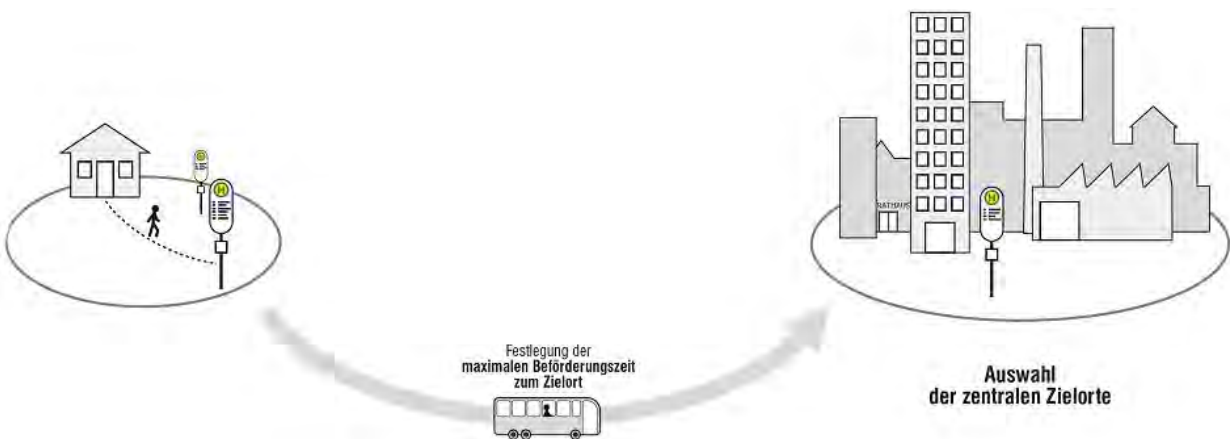 H
H
RATHAUS
H
Festlegung der
maximalen Beförderungszeit
zum Zielort
Auswahl
der zentralen Zielorte